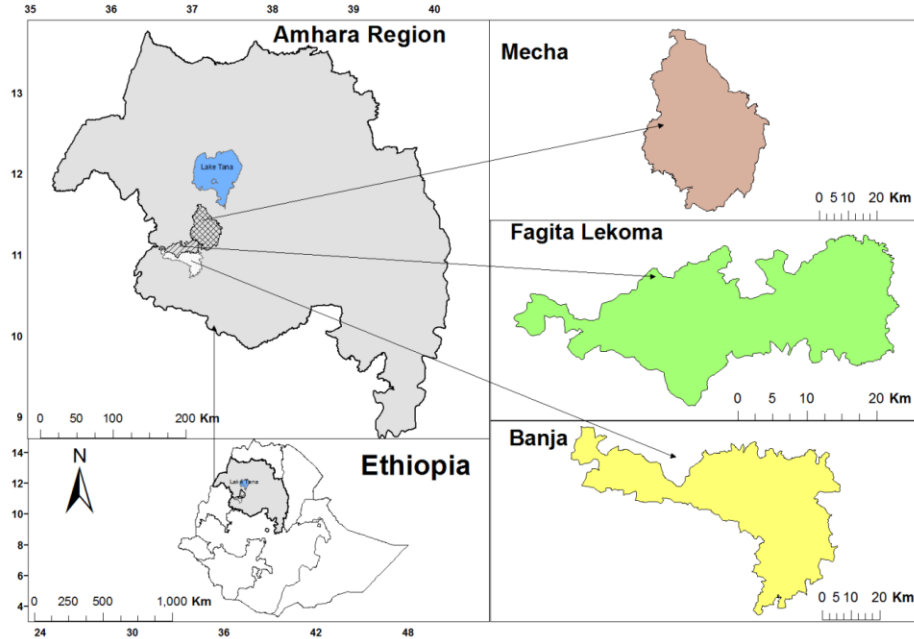 35 36 37 38 39 40
Amhara Region
13
12
11
10
9
Lake Tana
0 50 100 200 Km
Mecha
0 5 10 20 Km
Fagita Lekoma
0 5 10 20 Km
Banja
0 5 10 20 Km
Ethiopia
N
14
12
10
8
6
4
Lake Tana
0 250 500 1,000 Km
24 30 36 42 48